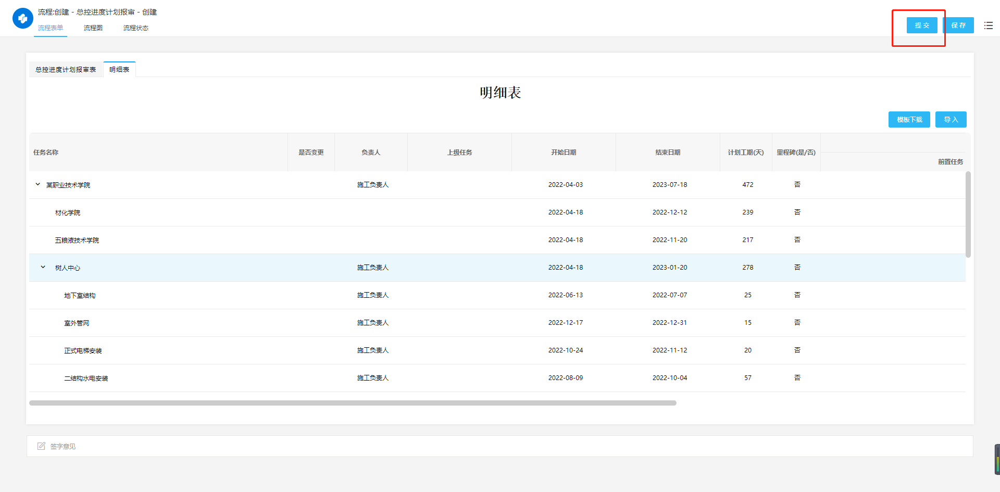 流程:创建 - 总控进度计划报审 - 创建
流程表单 流程图 流程状态
提交 保存
总控进度计划报审表 明细表
明细表
模板下载 导入
任务名称 是否变更 负责人 上级任务 开始日期 结束日期 计划工期(天) 里程碑(是/否) 前置任务
某职业技术学院 施工负责人 2022-04-03 2023-07-18 472 否
材化学院 2022-04-18 2022-12-12 239 否
五粮液技术学院 2022-04-18 2022-11-20 217 否
树人中心 施工负责人 2022-04-18 2023-01-20 278 否
地下室结构 施工负责人 2022-06-13 2022-07-07 25 否
室外管网 施工负责人 2022-12-17 2022-12-31 15 否
正式电梯安装 施工负责人 2022-10-24 2022-11-12 20 否
二结构水电安装 施工负责人 2022-08-09 2022-10-04 57 否
签字意见